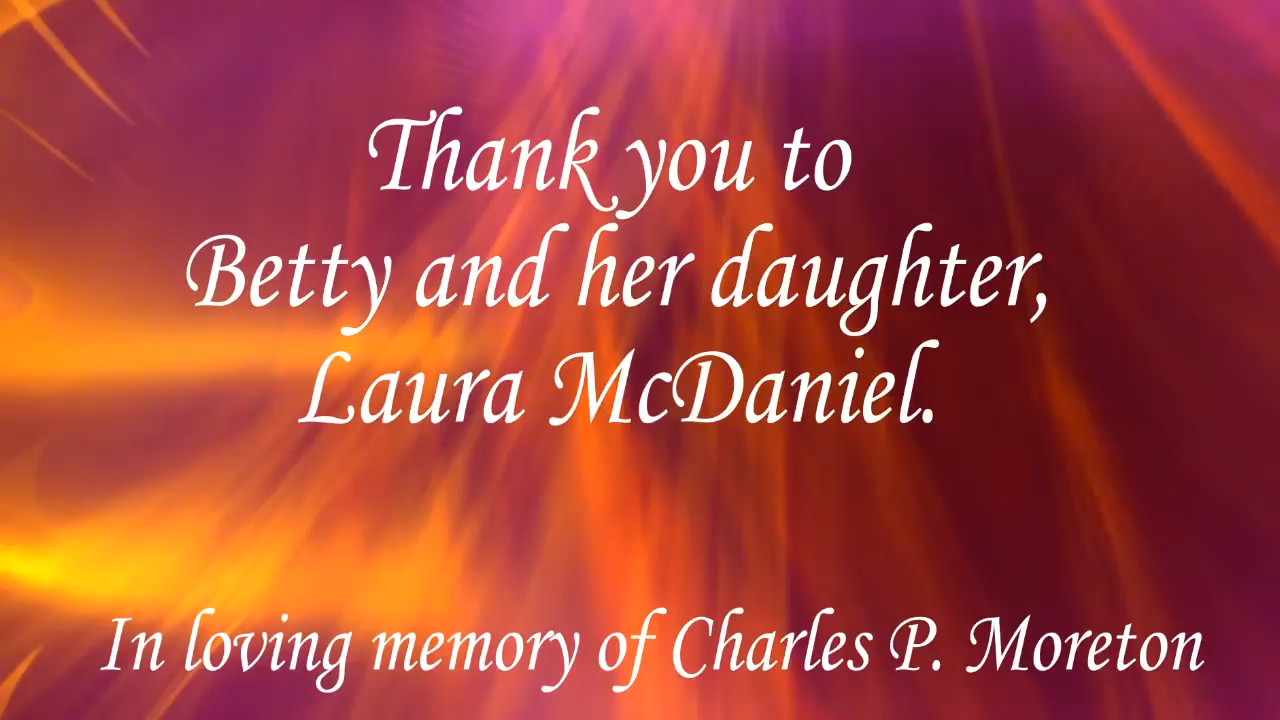 Thank you to
Betty and her daughter,
Laura McDaniel.
In loving memory of Charles P. Moreton